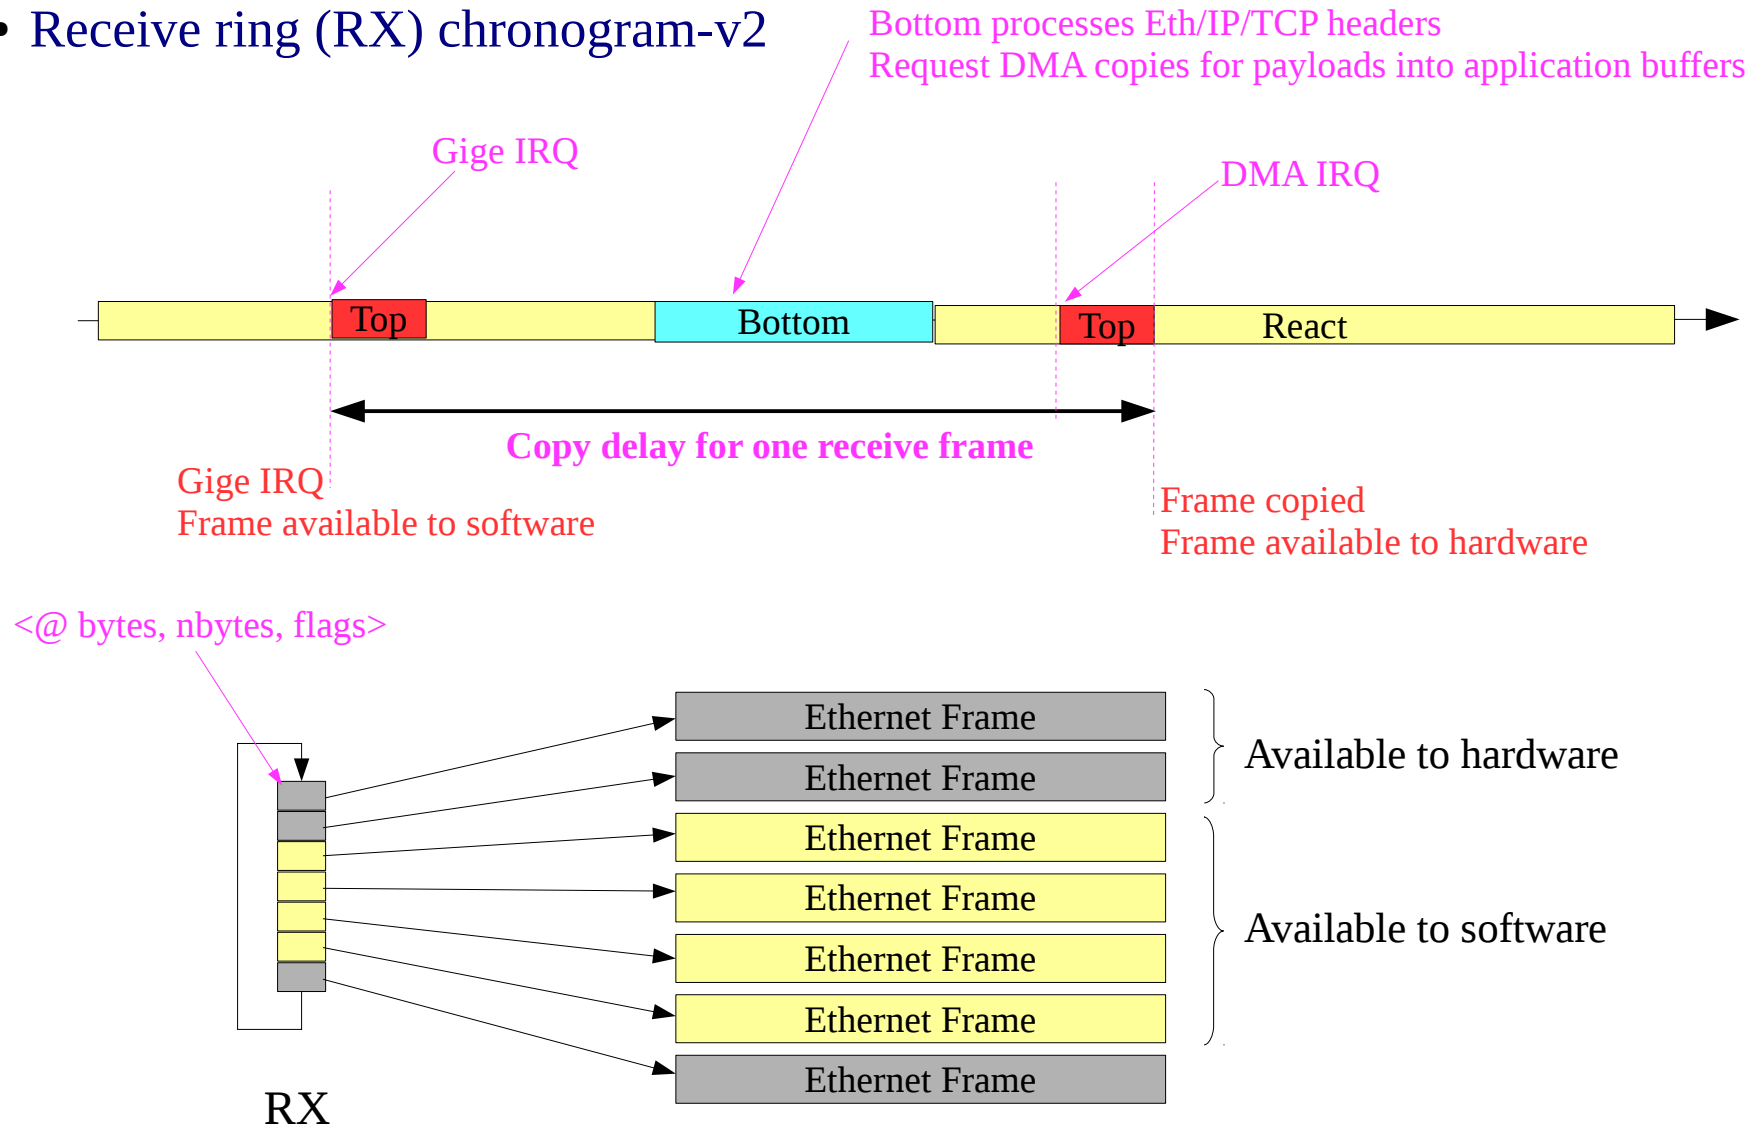 • Receive ring (RX) chronogram-v2
Bottom processes Eth/IP/TCP headers
Request DMA copies for payloads into application buffers
Gige IRQ
DMA IRQ
Top
Bottom
Top
React
Copy delay for one receive frame
Gige IRQ
Frame available to software
Frame copied
Frame available to hardware
<@ bytes, nbytes, flags>
Ethernet Frame
Ethernet Frame
Available to hardware
Ethernet Frame
Ethernet Frame
Available to software
Ethernet Frame
Ethernet Frame
Ethernet Frame
RX